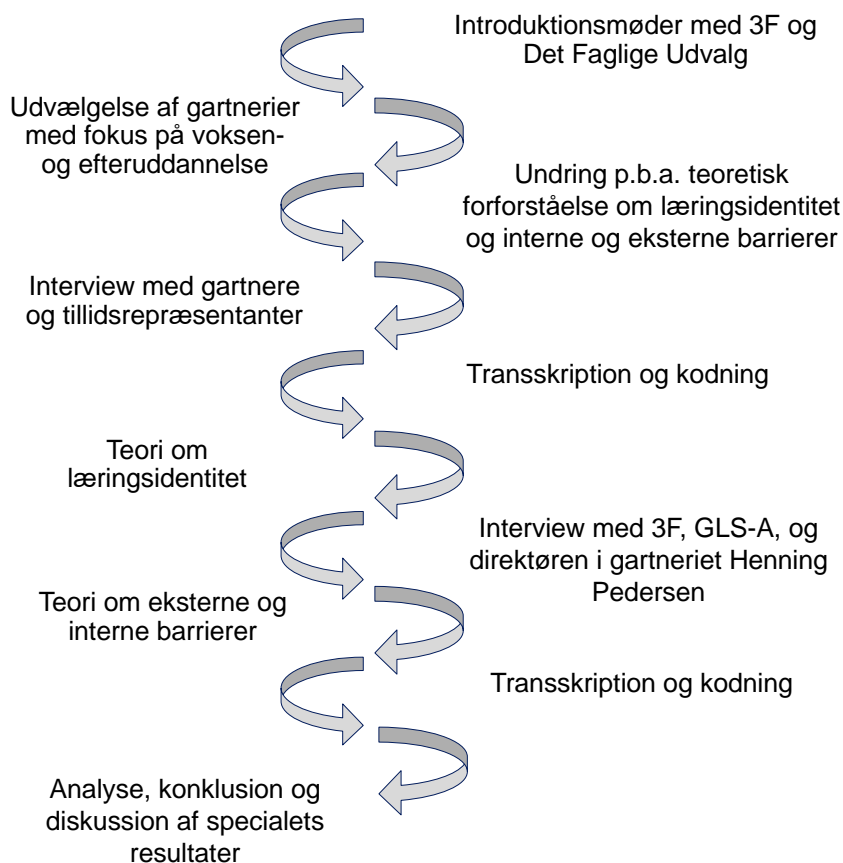 Introduktionsmøder med 3F og
Det Faglige Udvalg
Udvælgelse af gartnerier
med fokus på voksen-
og efteruddannelse
Undring p.b.a. teoretisk
forforståelse om læringsidentitet
og interne og eksterne barrierer
Interview med gartnere
og tillidsrepræsentanter
Transskription og kodning
Teori om
læringsidentitet
Interview med 3F, GLS-A, og
direktøren i gartneriet Henning
Pedersen
Teori om eksterne og
interne barrierer
Transskription og kodning
Analyse, konklusion og
diskussion af specialets
resultater